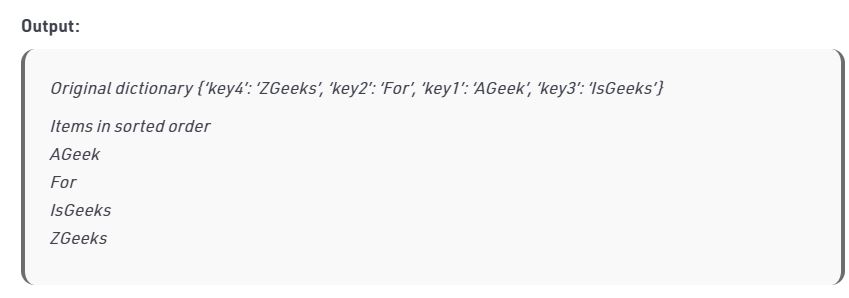 Output:
Original dictionary {‘key4’: ‘ZGeeks’, ‘key2’: ‘For’, ‘key1’: ‘AGeek’, ‘key3’: ‘IsGeeks’}
Items in sorted order
AGeek
For
IsGeeks
ZGeeks